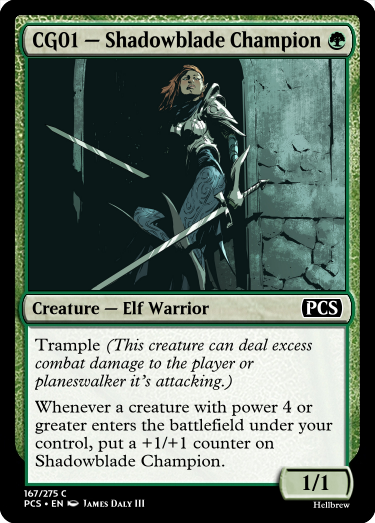 CG01 — Shadowblade Champion
Creature — Elf Warrior
PCS
Trample (This creature can deal excess
combat damage to the player or
planeswalker it's attacking.)
Whenever a creature with power 4 or
greater enters the battlefield under your
control, put a +1/+1 counter on
Shadowblade Champion.
1/1
167/275 C
PCS • EN James Daly III
Hellbrew